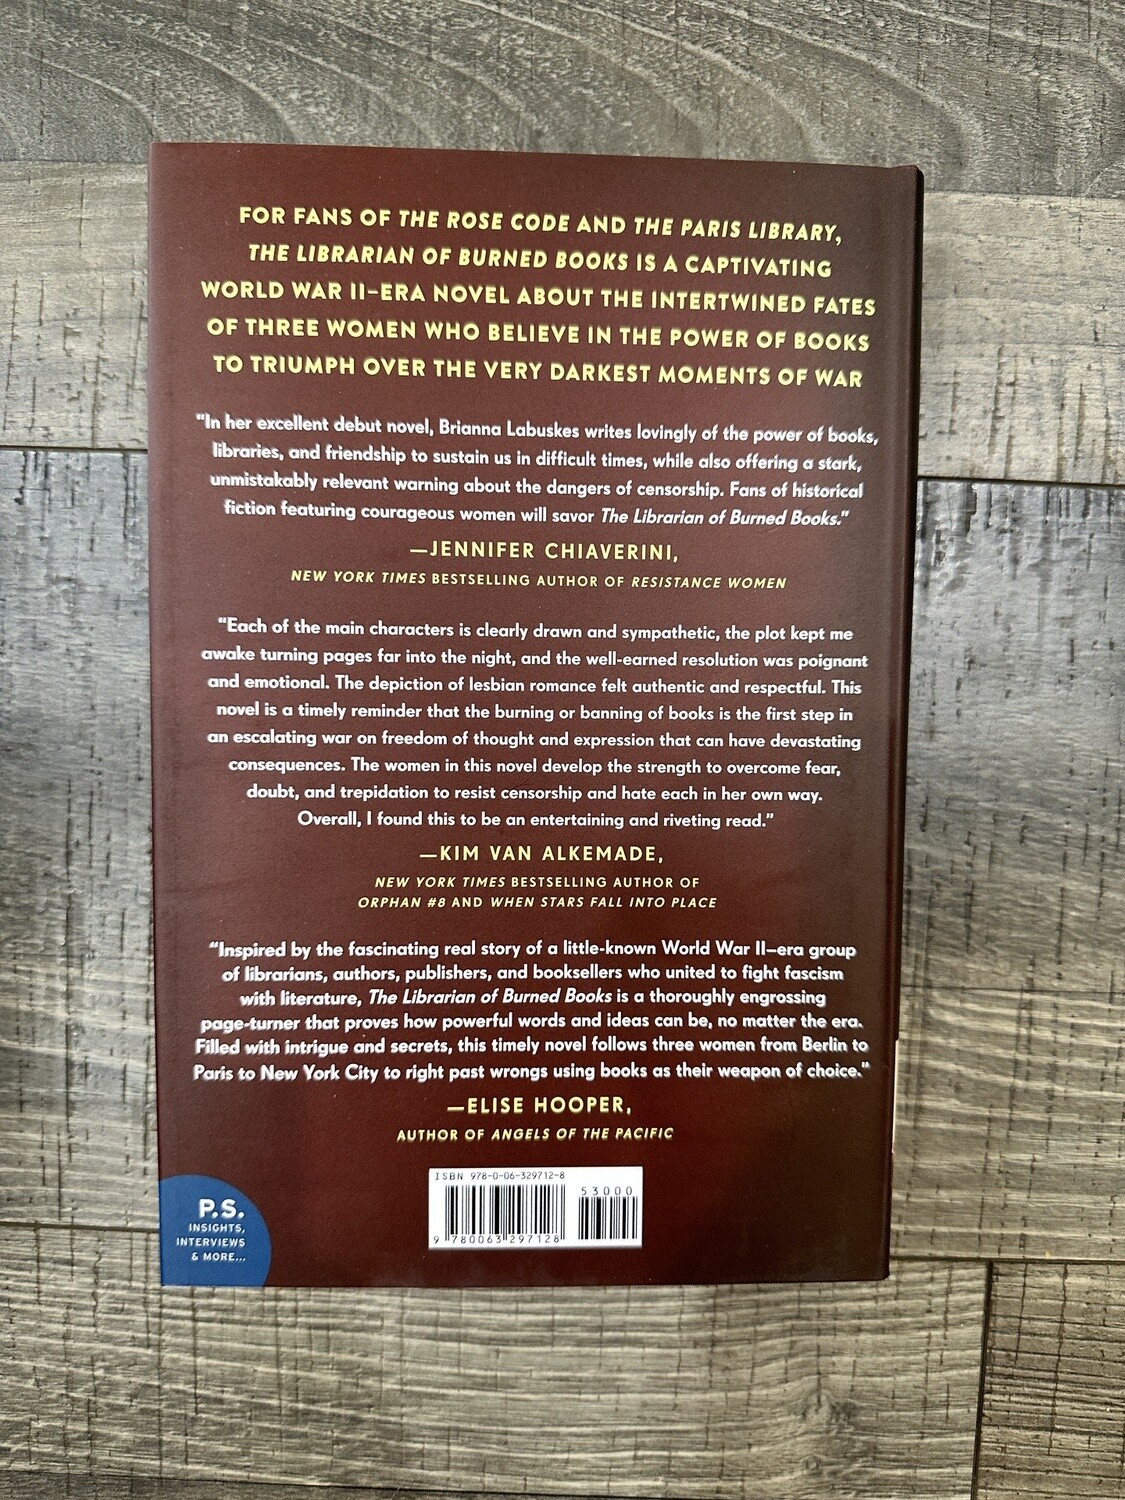 FOR FANS OF THE ROSE CODE AND THE PARIS LIBRARY,
THE LIBRARIAN OF BURNED BOOKS IS A CAPTIVATING
WORLD WAR II–ERA NOVEL ABOUT THE INTERTWINED FATES
OF THREE WOMEN WHO BELIEVE IN THE POWER OF BOOKS
TO TRIUMPH OVER THE VERY DARKEST MOMENTS OF WAR
"In her excellent debut novel, Brianna Labuskes writes lovingly of the power of books,
libraries, and friendship to sustain us in difficult times, while also offering a stark,
unmistakably relevant warning about the dangers of censorship. Fans of historical
fiction featuring courageous women will savor The Librarian of Burned Books."
—JENNIFER CHIAVERINI,
NEW YORK TIMES BESTSELLING AUTHOR OF RESISTANCE WOMEN
"Each of the main characters is clearly drawn and sympathetic, the plot kept me
awake turning pages far into the night, and the well-earned resolution was poignant
and emotional. The depiction of lesbian romance felt authentic and respectful. This
novel is a timely reminder that the burning or banning of books is the first step in
an escalating war on freedom of thought and expression that can have devastating
consequences. The women in this novel develop the strength to overcome fear,
doubt, and trepidation to resist censorship and hate each in her own way.
Overall, I found this to be an entertaining and riveting read."
—KIM VAN ALKEMADE,
NEW YORK TIMES BESTSELLING AUTHOR OF
ORPHAN #8 AND WHEN STARS FALL INTO PLACE
"Inspired by the fascinating real story of a little-known World War II–era group
of librarians, authors, publishers, and booksellers who united to fight fascism
with literature, The Librarian of Burned Books is a thoroughly engrossing
page-turner that proves how powerful words and ideas can be, no matter the era.
Filled with intrigue and secrets, this timely novel follows three women from Berlin to
Paris to New York City to right past wrongs using books as their weapon of choice."
—ELISE HOOPER,
AUTHOR OF ANGELS OF THE PACIFIC
ISBN 978-0-06-329712-8
53000
9 780063 297128
P.S.
INSIGHTS,
INTERVIEWS
& MORE...